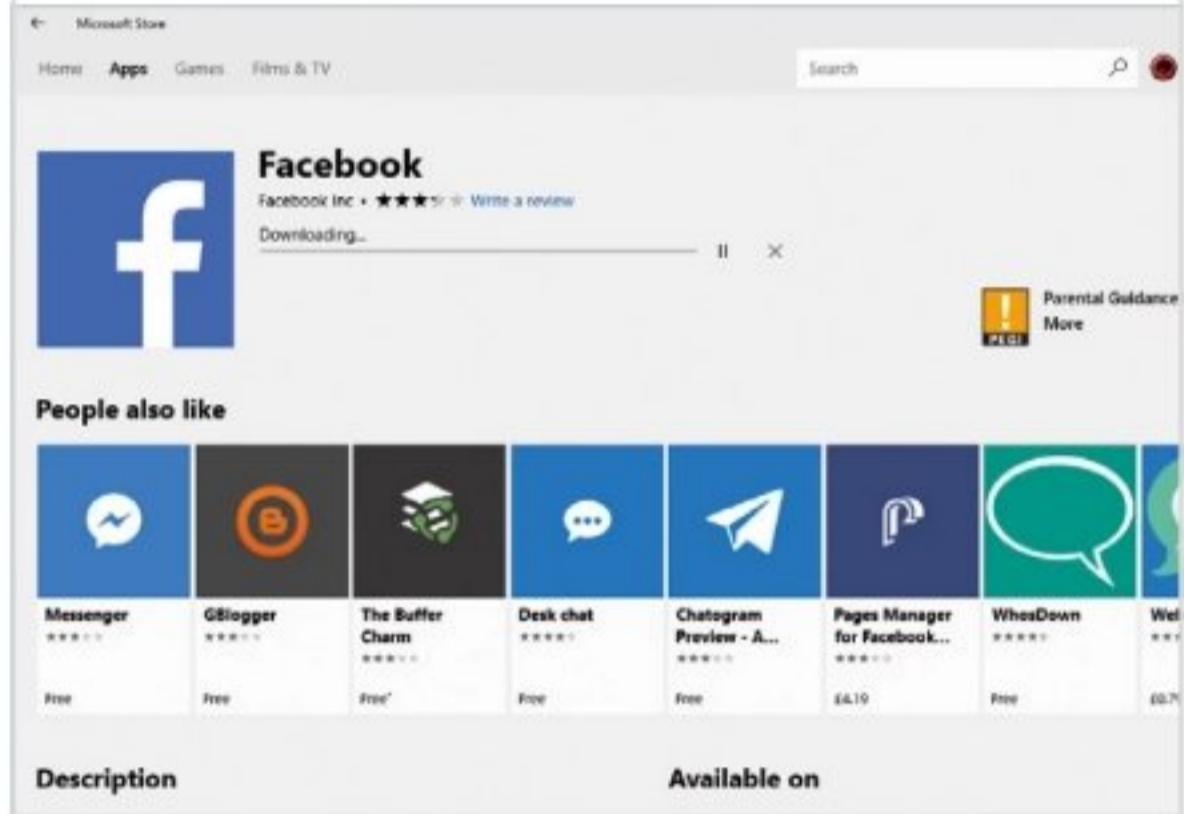 Microsoft Store
Home Apps Games Films & TV
Search
Facebook
Facebook Inc • Write a review
Downloading...
PEGI
Parental Guidance
More
People also like
Messenger
Free
GBlogger
Free
The Buffer
Charm
Free*
Desk chat
Free
Chatogram
Preview - A...
Free
Pages Manager
for Facebook...
£4.19
WhosDown
Free
Wel
Description
Available on